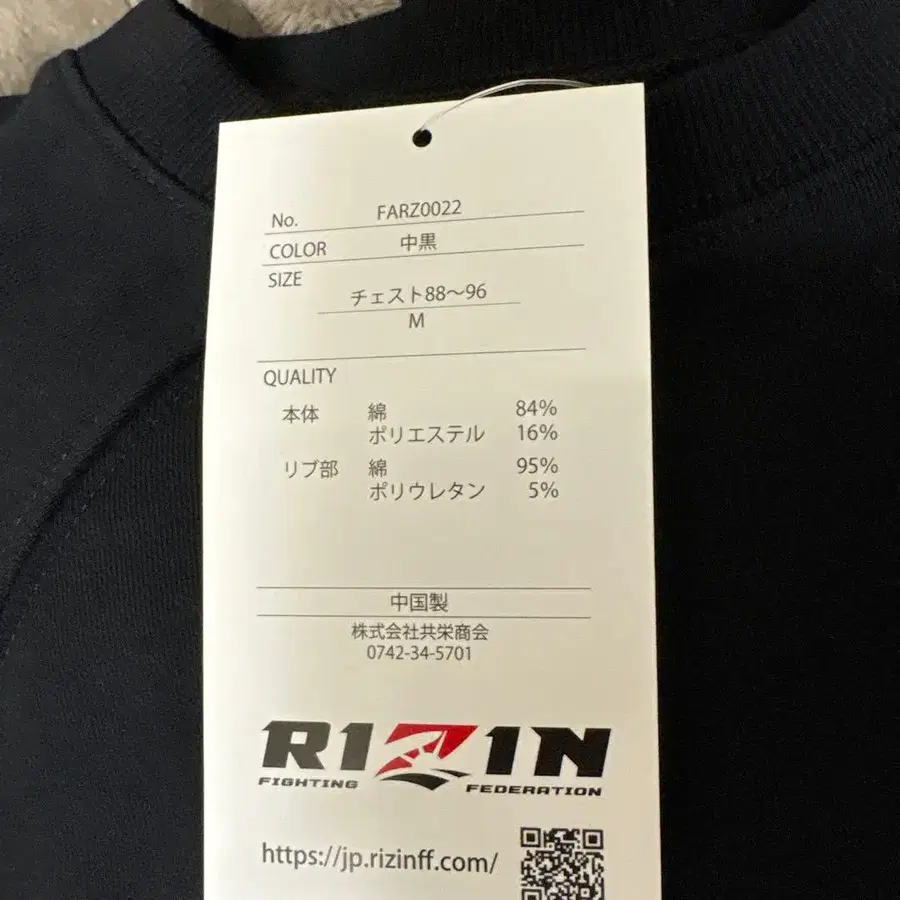 No. FARZ0022
COLOR 中黒
SIZE
チェスト88〜96
M
QUALITY
本体 綿 84%
ポリエステル 16%
リブ部 綿 95%
ポリウレタン 5%
中国製
株式会社共栄商会
0742-34-5701
RIZIN
FIGHTING FEDERATION
https://jp.rizinff.com/